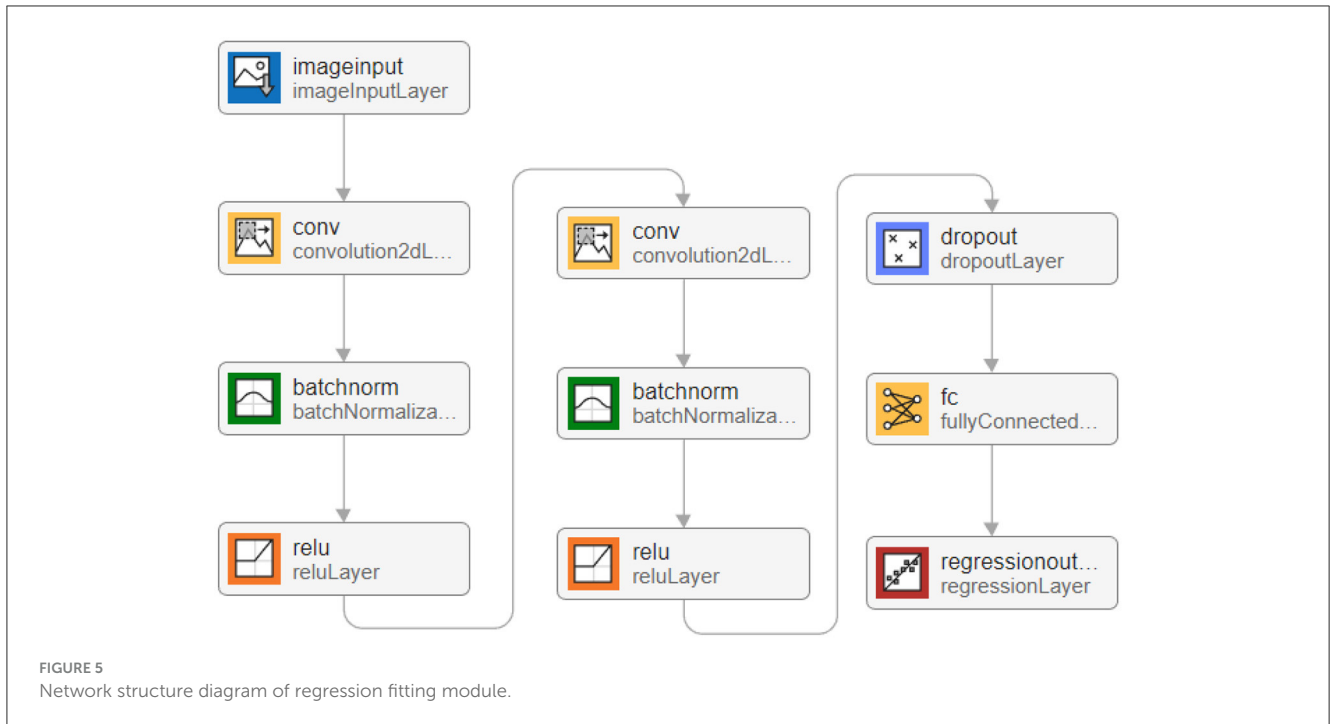 imageinput
imageInputLayer
conv
convolution2dL...
batchnorm
batchNormaliza...
relu
reluLayer
conv
convolution2dL...
batchnorm
batchNormaliza...
relu
reluLayer
dropout
dropoutLayer
fc
fullyConnected...
regressionout...
regressionLayer
FIGURE 5
Network structure diagram of regression fitting module.